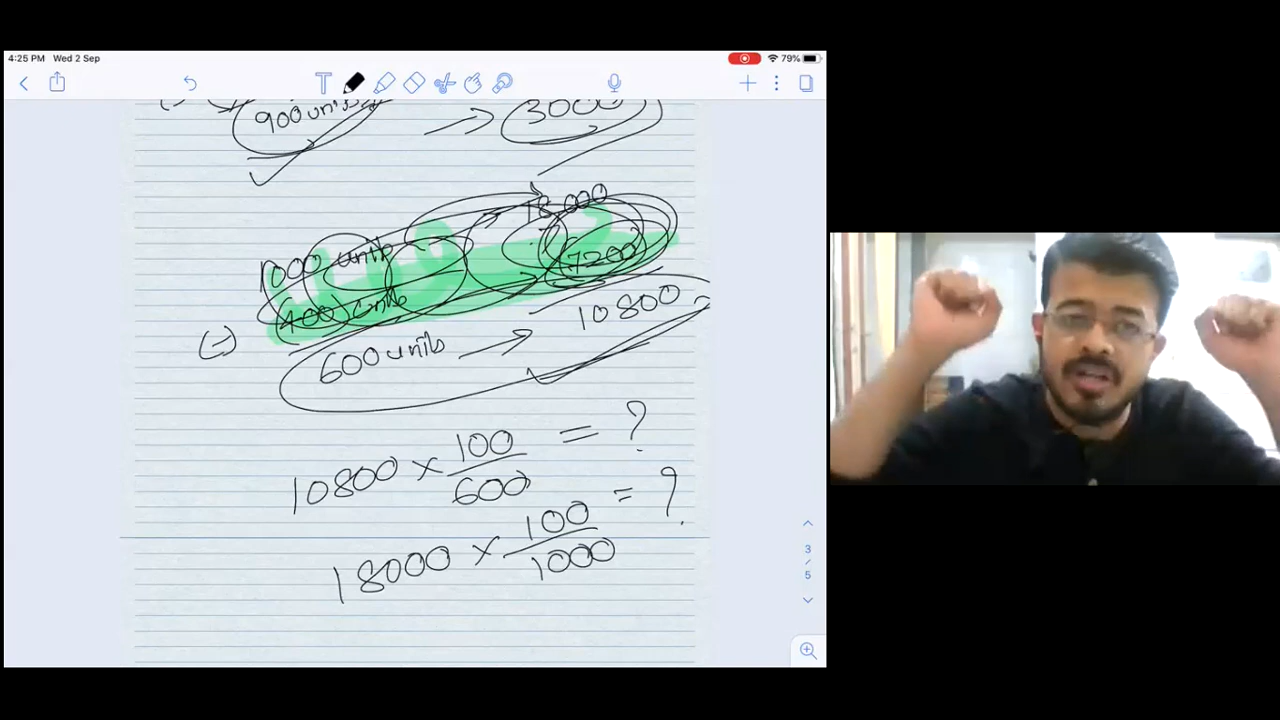 4:25 PM Wed 2 Sep
79%
T
(-)
900 units → 3000
1000 units → 18000
400 units → 7200
(-)
600 units → 10800
10800 × 100/600 = ?
18000 × 100/1000 = ?
3
/
5